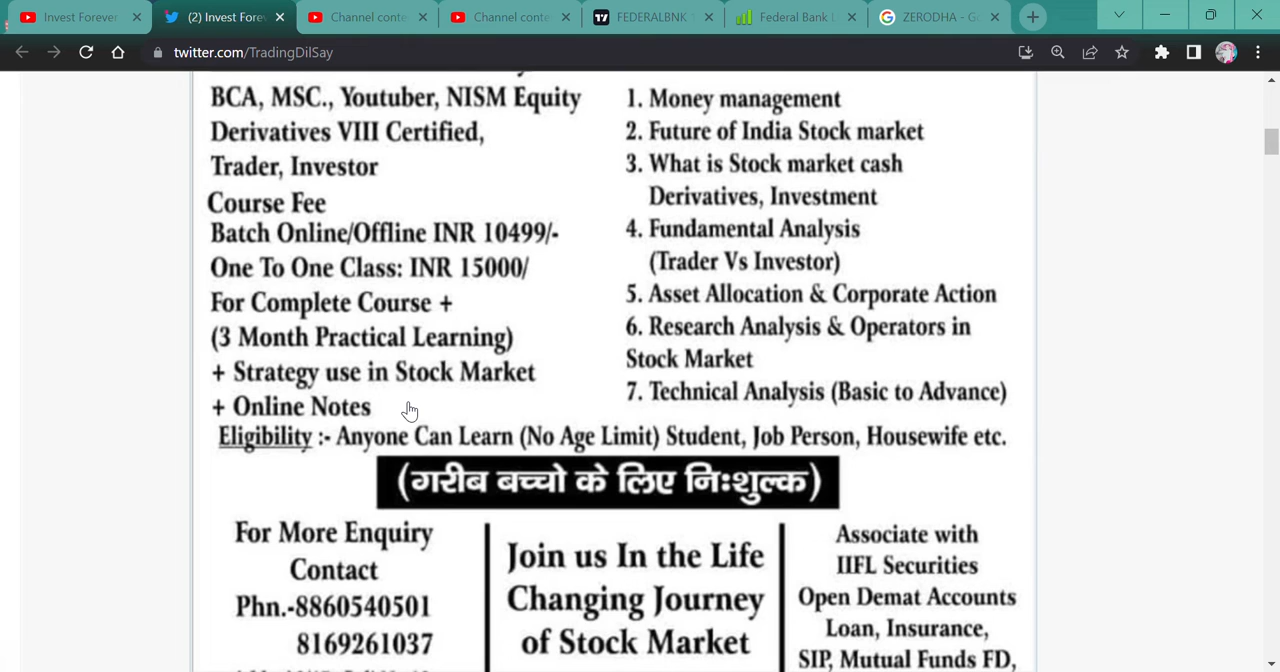 Invest Forever
(2) Invest Fore
Channel conte
Channel conte
FEDERALBNK
Federal Bank L
ZERODHA - G
twitter.com/TradingDilSay
BCA, MSC., Youtuber, NISM Equity
Derivatives VIII Certified,
Trader, Investor
Course Fee
Batch Online/Offline INR 10499/-
One To One Class: INR 15000/
For Complete Course +
(3 Month Practical Learning)
+ Strategy use in Stock Market
+ Online Notes
1. Money management
2. Future of India Stock market
3. What is Stock market cash
Derivatives, Investment
4. Fundamental Analysis
(Trader Vs Investor)
5. Asset Allocation & Corporate Action
6. Research Analysis & Operators in
Stock Market
7. Technical Analysis (Basic to Advance)
Eligibility :- Anyone Can Learn (No Age Limit) Student, Job Person, Housewife etc.
(गरीब बच्चो के लिए निःशुल्क)
For More Enquiry
Contact
Phn.-8860540501
8169261037
Join us In the Life
Changing Journey
of Stock Market
Associate with
IIFL Securities
Open Demat Accounts
Loan, Insurance,
SIP, Mutual Funds FD,